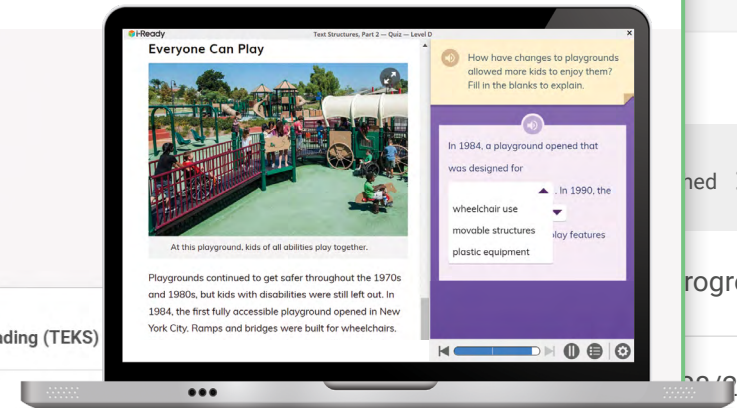 i-Ready
Text Structures, Part 2 — Quiz — Level D
×
Everyone Can Play
At this playground, kids of all abilities play together.
Playgrounds continued to get safer throughout the 1970s
and 1980s, but kids with disabilities were still left out. In
1984, the first fully accessible playground opened in New
York City. Ramps and bridges were built for wheelchairs.
How have changes to playgrounds
allowed more kids to enjoy them?
Fill in the blanks to explain.
In 1984, a playground opened that
was designed for
. In 1990, the
wheelchair use
movable structures
plastic equipment
lay features
ned
rogr
ding (TEKS)